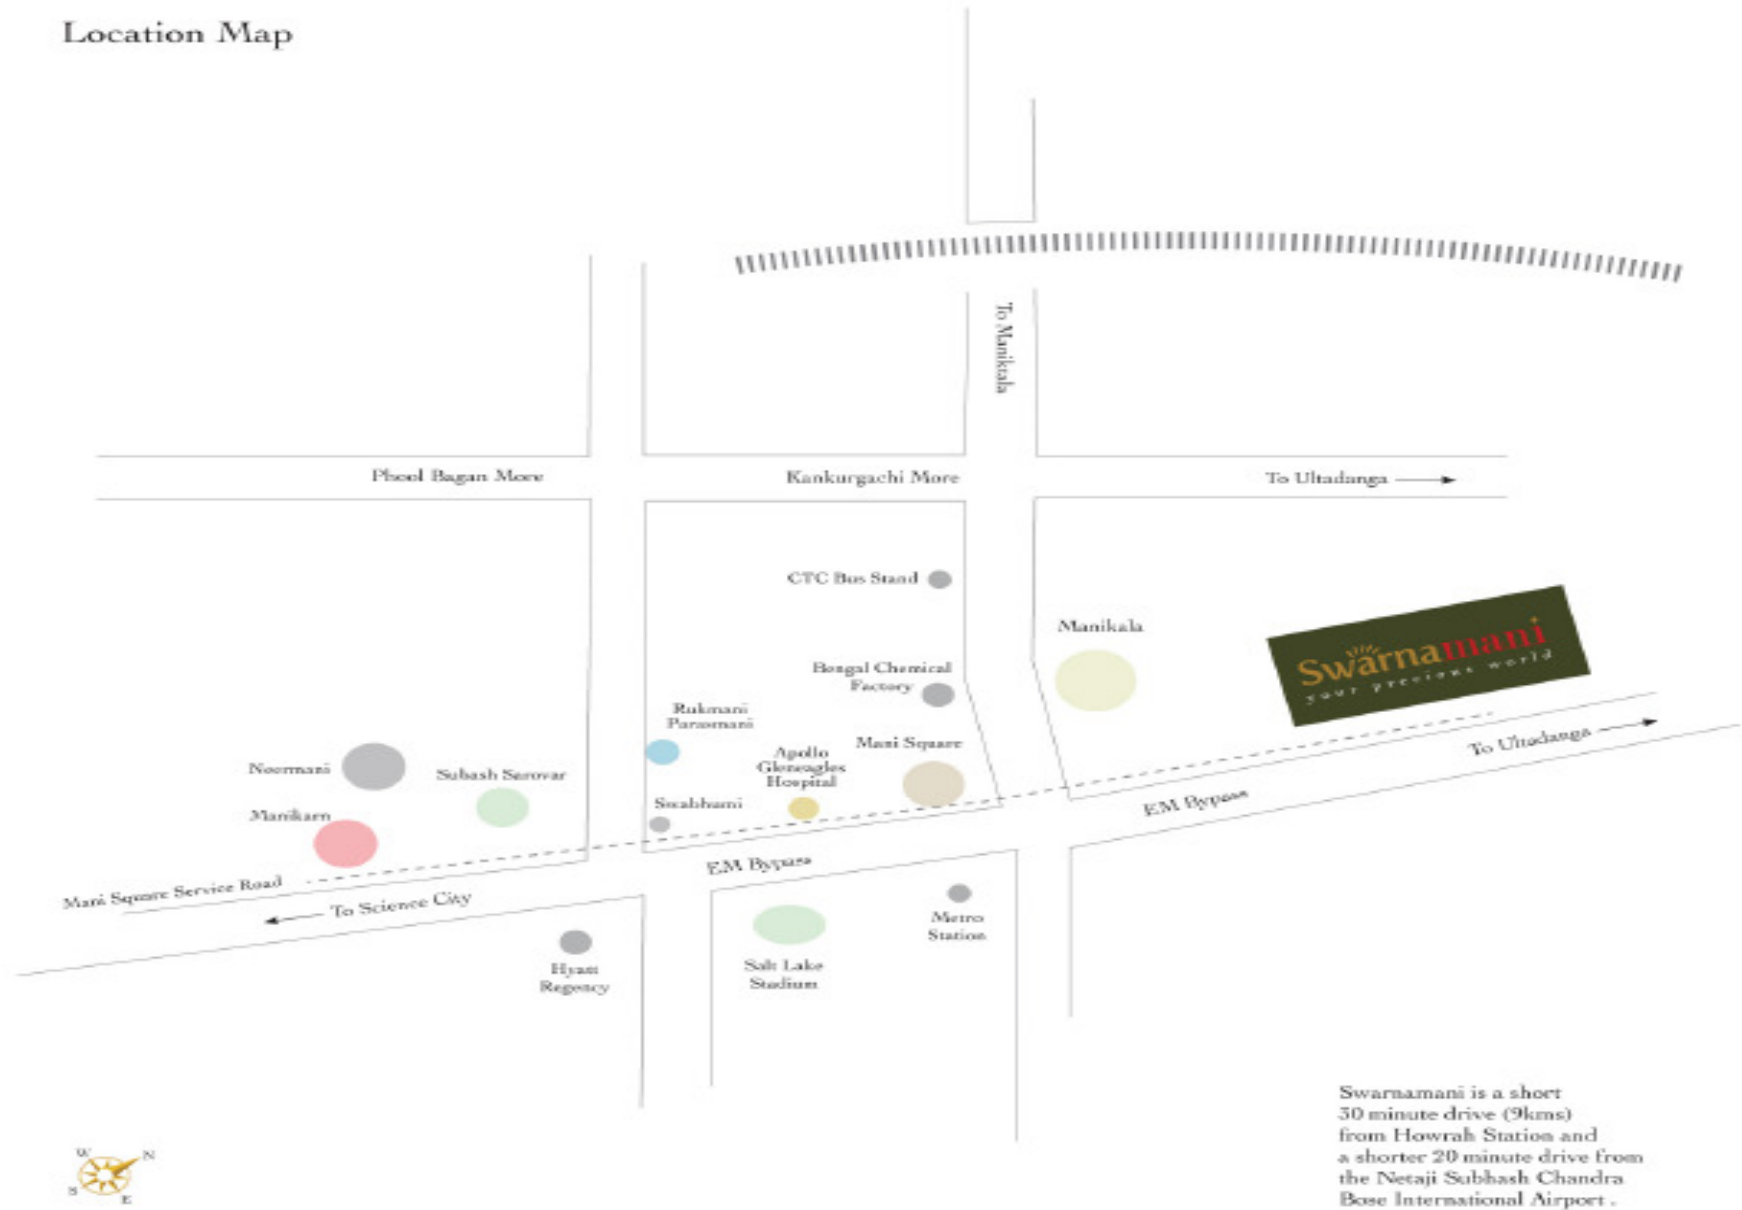 Location Map
To Maniktala
Phool Bagan More
Kankurgachi More
To Ultadanga
CTC Bus Stand
Manikala
Swarnamani
your precious world
Bengal Chemical
Factory
Rukmani
Parasmani
Mani Square
Apollo
Gleneagles
Hospital
To Ultadanga
Neermani
Subash Sarovar
EM Bypass
Swabhumi
Manikarn
EM Bypass
Mani Square Service Road
To Science City
Metro
Station
Hyatt
Regency
Salt Lake
Stadium
Swarnamani is a short
30 minute drive (9kms)
from Howrah Station and
a shorter 20 minute drive from
the Netaji Subhash Chandra
Bose International Airport .
W
N
S
E